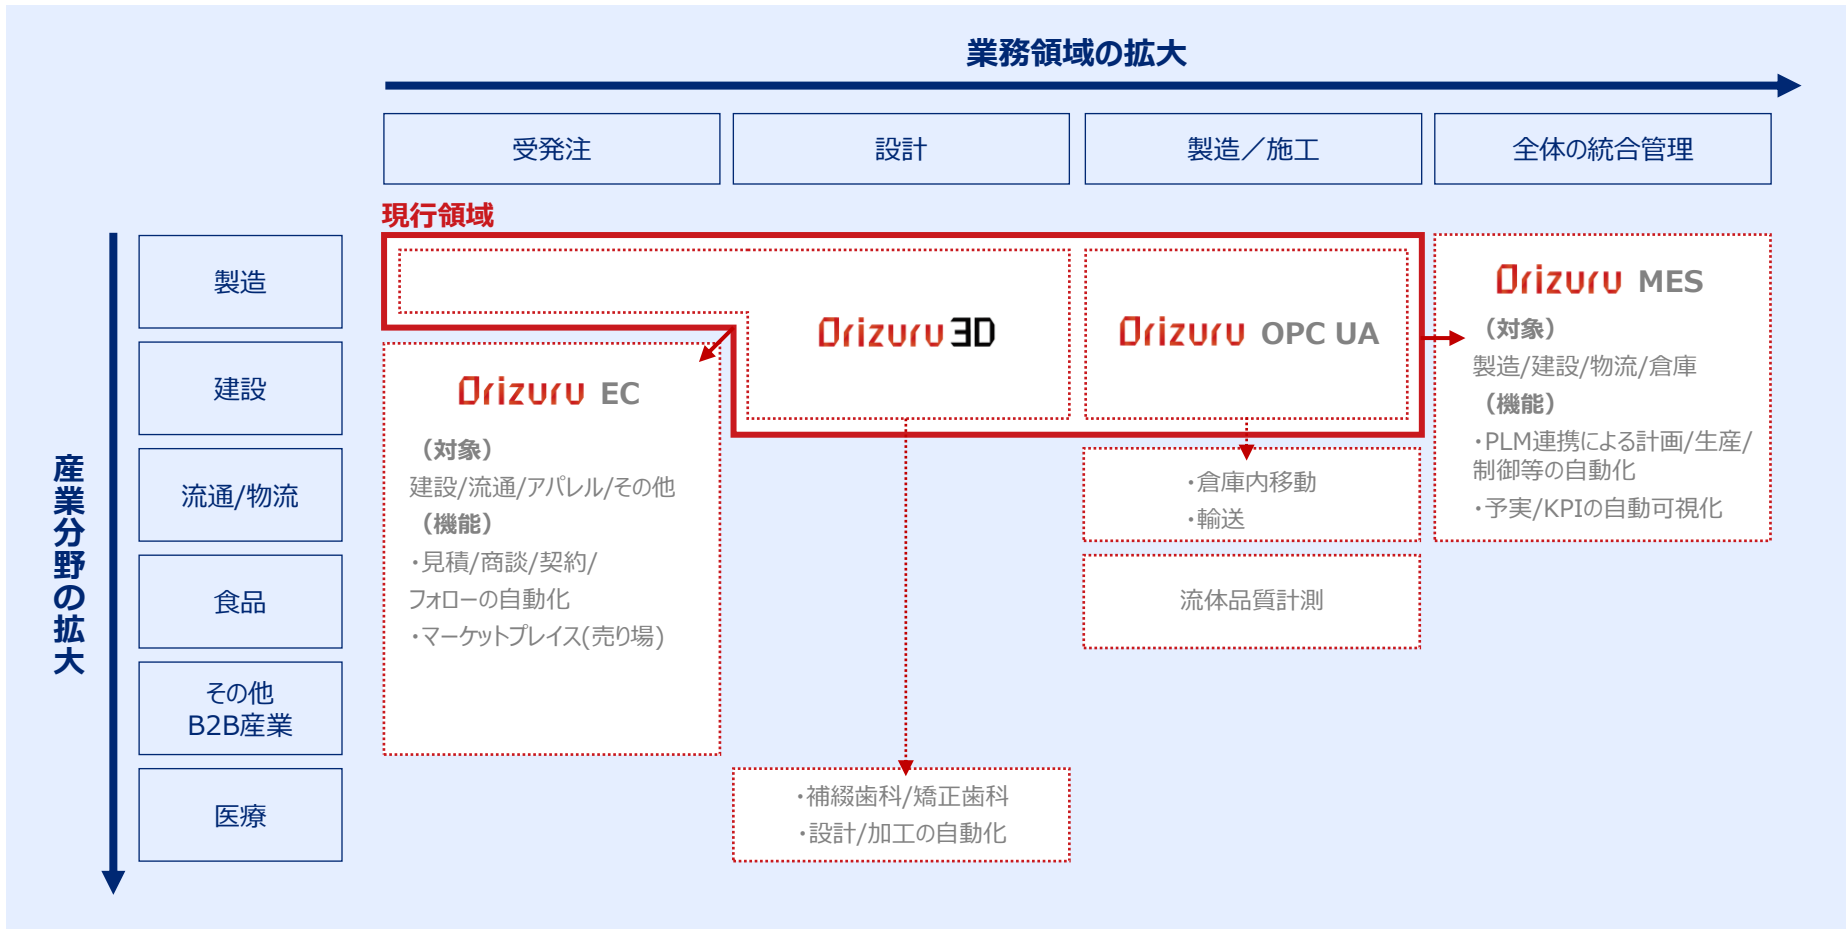 業務領域の拡大
受発注
設計
製造／施工
全体の統合管理
産業分野の拡大
製造
建設
流通/物流
食品
その他
B2B産業
医療
現行領域
Orizuru 3D
Orizuru OPC UA
Orizuru MES
（対象）
製造/建設/物流/倉庫
（機能）
・PLM連携による計画/生産/
制御等の自動化
・予実/KPIの自動可視化
Orizuru EC
（対象）
建設/流通/アパレル/その他
（機能）
・見積/商談/契約/
フォローの自動化
・マーケットプレイス(売り場)
・倉庫内移動
・輸送
流体品質計測
・補綴歯科/矯正歯科
・設計/加工の自動化